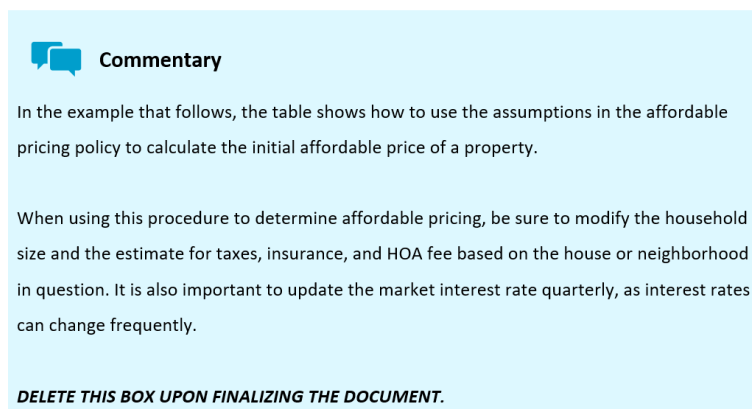 Commentary
In the example that follows, the table shows how to use the assumptions in the affordable
pricing policy to calculate the initial affordable price of a property.
When using this procedure to determine affordable pricing, be sure to modify the household
size and the estimate for taxes, insurance, and HOA fee based on the house or neighborhood
in question. It is also important to update the market interest rate quarterly, as interest rates
can change frequently.
DELETE THIS BOX UPON FINALIZING THE DOCUMENT.